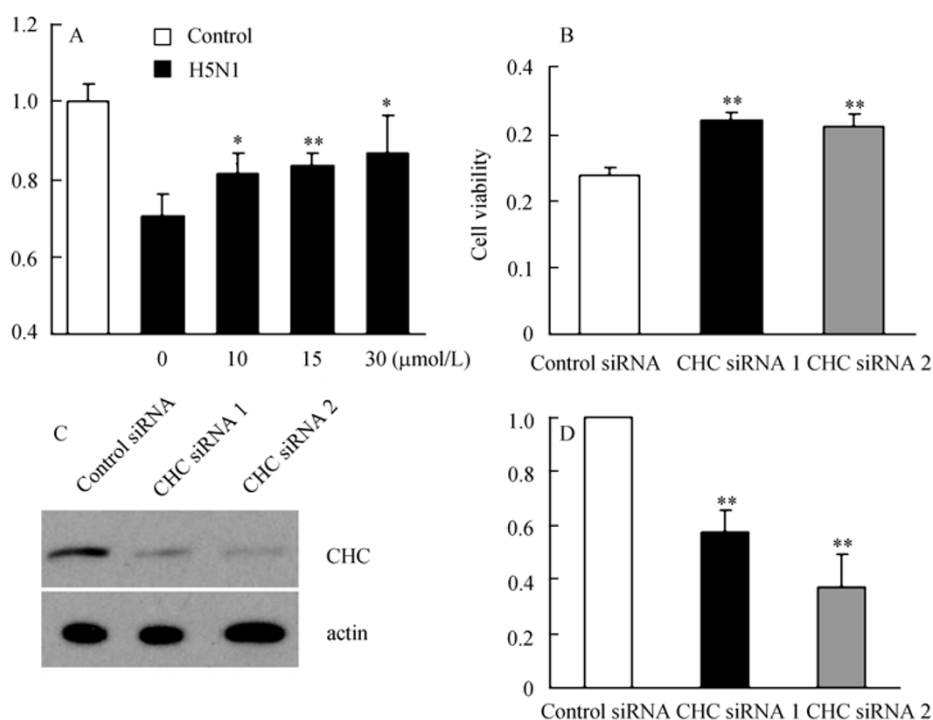 A
Control
H5N1
1.2
1.0
*
**
*
0.8
0.6
0.4
0 10 15 30 (μmol/L)
B
Cell viability
0.4
** **
0.2
0.2
0.1
0
Control siRNA CHC siRNA 1 CHC siRNA 2
C
Control siRNA
CHC siRNA 1
CHC siRNA 2
CHC
actin
D
1.0
0.8
**
0.6
**
0.4
0.2
0
Control siRNA CHC siRNA 1 CHC siRNA 2